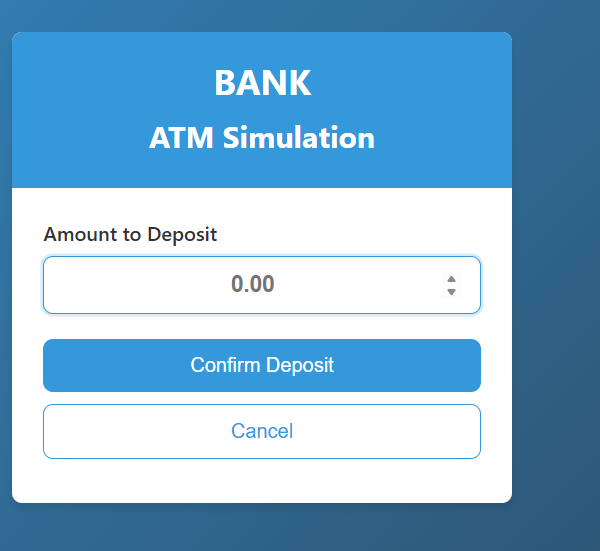 BANK
ATM Simulation
Amount to Deposit
0.00
Confirm Deposit
Cancel